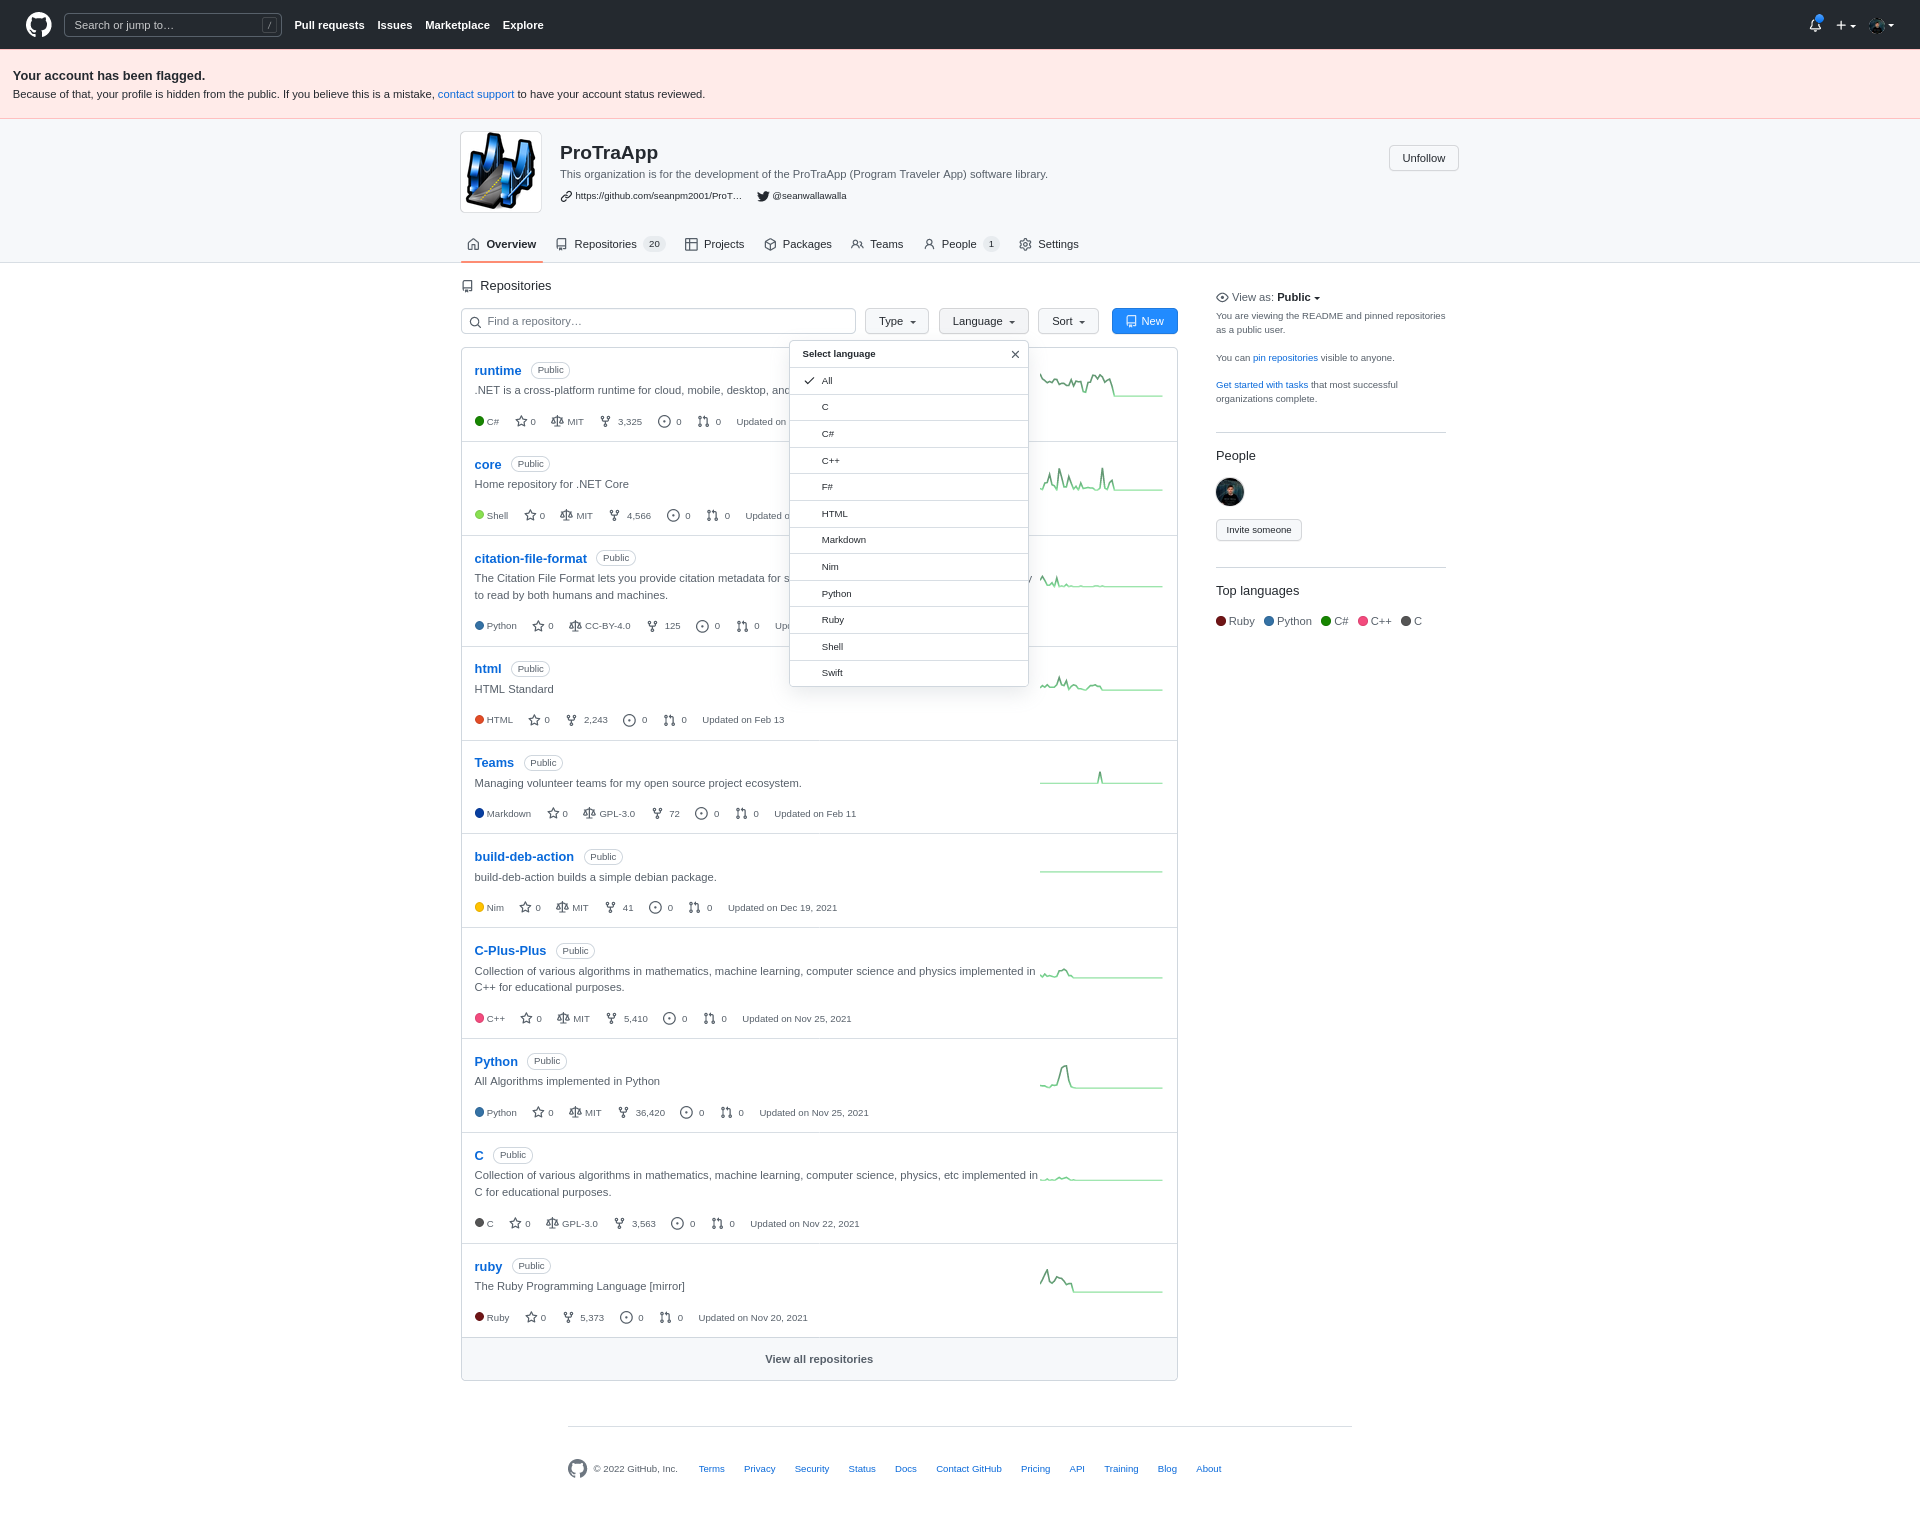 Search or jump to…
/
Pull requests Issues Marketplace Explore
Your account has been flagged.
Because of that, your profile is hidden from the public. If you believe this is a mistake, contact support to have your account status reviewed.
ProTraApp
This organization is for the development of the ProTraApp (Program Traveler App) software library.
https://github.com/seanpm2001/ProT… @seanwallawalla
Unfollow
Overview Repositories 20 Projects Packages Teams People 1 Settings
Repositories
Find a repository…
Type Language Sort New
Select language
All
C
C#
C++
F#
HTML
Markdown
Nim
Python
Ruby
Shell
Swift
runtime Public
.NET is a cross-platform runtime for cloud, mobile, desktop, and
C# 0 MIT 3,325 0 0 Updated on
core Public
Home repository for .NET Core
Shell 0 MIT 4,566 0 0 Updated
citation-file-format Public
The Citation File Format lets you provide citation metadata for
to read by both humans and machines.
Python 0 CC-BY-4.0 125 0 0
html Public
HTML Standard
HTML 0 2,243 0 0 Updated on Feb 13
Teams Public
Managing volunteer teams for my open source project ecosystem.
Markdown 0 GPL-3.0 72 0 0 Updated on Feb 11
build-deb-action Public
build-deb-action builds a simple debian package.
Nim 0 MIT 41 0 0 Updated on Dec 19, 2021
C-Plus-Plus Public
Collection of various algorithms in mathematics, machine learning, computer science and physics implemented in
C++ for educational purposes.
C++ 0 MIT 5,410 0 0 Updated on Nov 25, 2021
Python Public
All Algorithms implemented in Python
Python 0 MIT 36,420 0 0 Updated on Nov 25, 2021
C Public
Collection of various algorithms in mathematics, machine learning, computer science, physics, etc implemented in
C for educational purposes.
C 0 GPL-3.0 3,563 0 0 Updated on Nov 22, 2021
ruby Public
The Ruby Programming Language [mirror]
Ruby 0 5,373 0 0 Updated on Nov 20, 2021
View all repositories
View as: Public
You are viewing the README and pinned repositories
as a public user.
You can pin repositories visible to anyone.
Get started with tasks that most successful
organizations complete.
People
Invite someone
Top languages
Ruby Python C# C++ C
© 2022 GitHub, Inc. Terms Privacy Security Status Docs Contact GitHub Pricing API Training Blog About